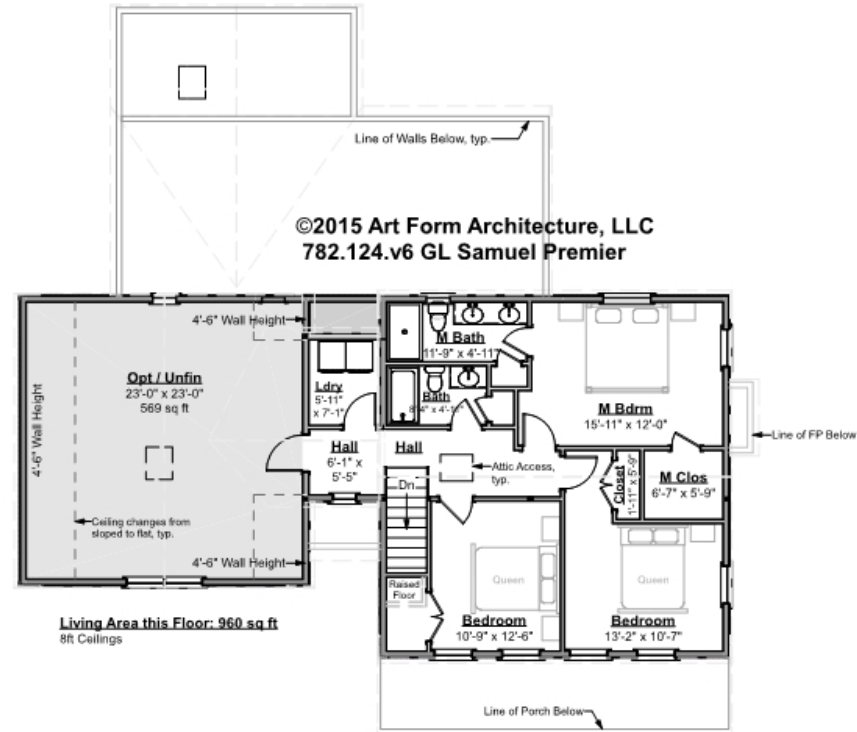 Line of Walls Below, typ.
©2015 Art Form Architecture, LLC
782.124.v6 GL Samuel Premier
4'-6" Wall Height
M Bath
11'-9" x 4'-11"
Opt / Unfin
23'-0" x 23'-0"
569 sq ft
Ldry
5'-11"
x 7'-1"
Bath
M Bdrm
15'-11" x 12'-0"
4'-6" Wall Height
Line of FP Below
Hall
6'-1" x
5'-5"
Hall
Attic Access,
typ.
Dn
Closet
1'-11" x 5'-9"
M Clos
6'-7" x 5'-9"
Ceiling changes from
sloped to flat, typ.
4'-6" Wall Height
Raised
Floor
Queen
Queen
Bedroom
10'-9" x 12'-6"
Bedroom
13'-2" x 10'-7"
Living Area this Floor: 960 sq ft
8ft Ceilings
Line of Porch Below